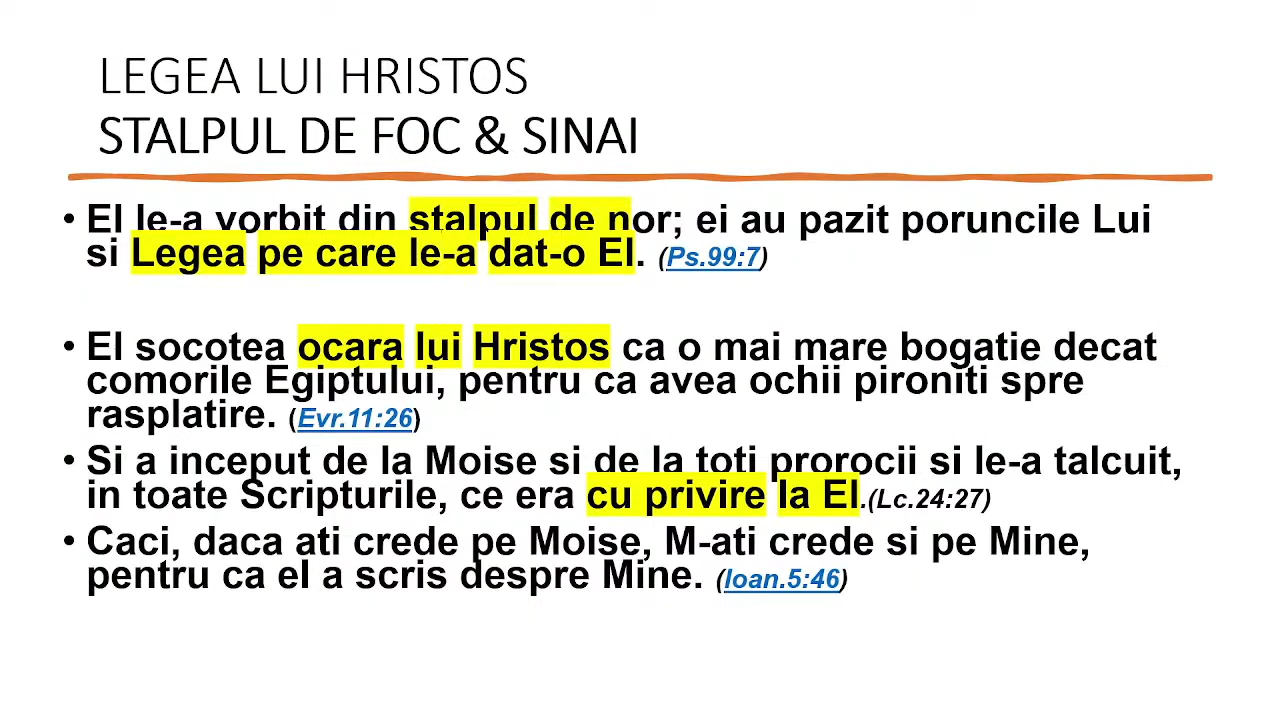 LEGEA LUI HRISTOS
STALPUL DE FOC & SINAI
• El le-a vorbit din stalpul de nor; ei au pazit poruncile Lui
si Legea pe care le-a dat-o El. (Ps.99:7)
• El socotea ocara lui Hristos ca o mai mare bogatie decat
comorile Egiptului, pentru ca avea ochii pironiti spre
rasplatire. (Evr.11:26)
• Si a inceput de la Moise si de la toti prorocii si le-a talcuit,
in toate Scripturile, ce era cu privire la El.(Lc.24:27)
• Caci, daca ati crede pe Moise, M-ati crede si pe Mine,
pentru ca el a scris despre Mine. (Ioan.5:46)